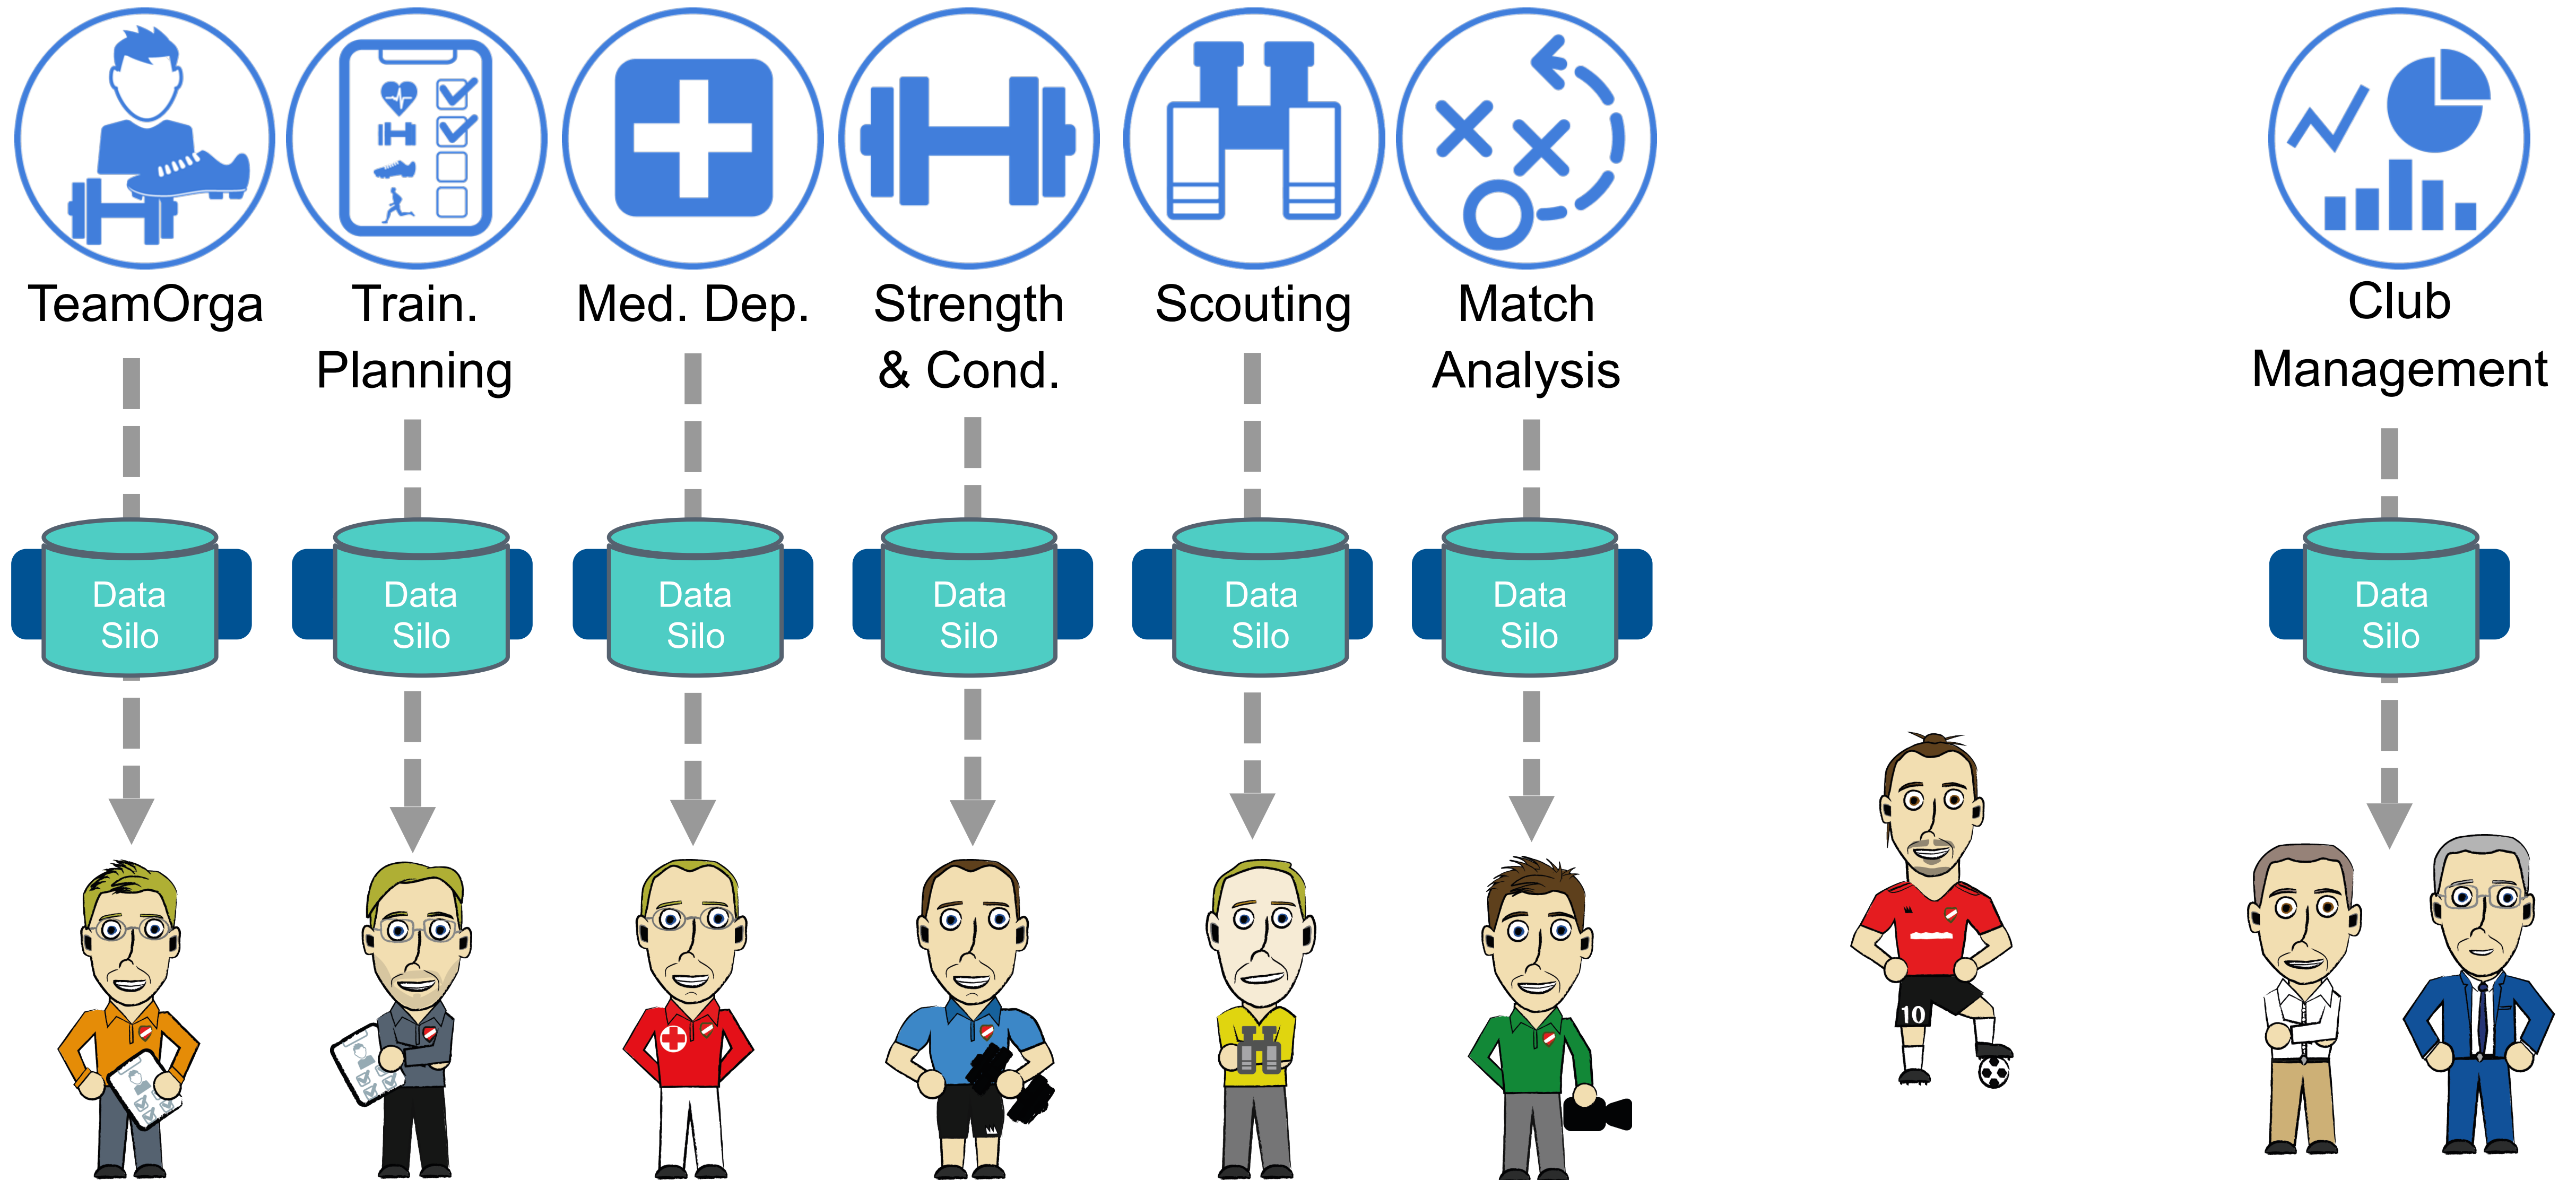 TeamOrga
Train.
Planning
Med. Dep.
Strength
& Cond.
Scouting
Match
Analysis
Club
Management
Data
Silo
Data
Silo
Data
Silo
Data
Silo
Data
Silo
Data
Silo
Data
Silo
10